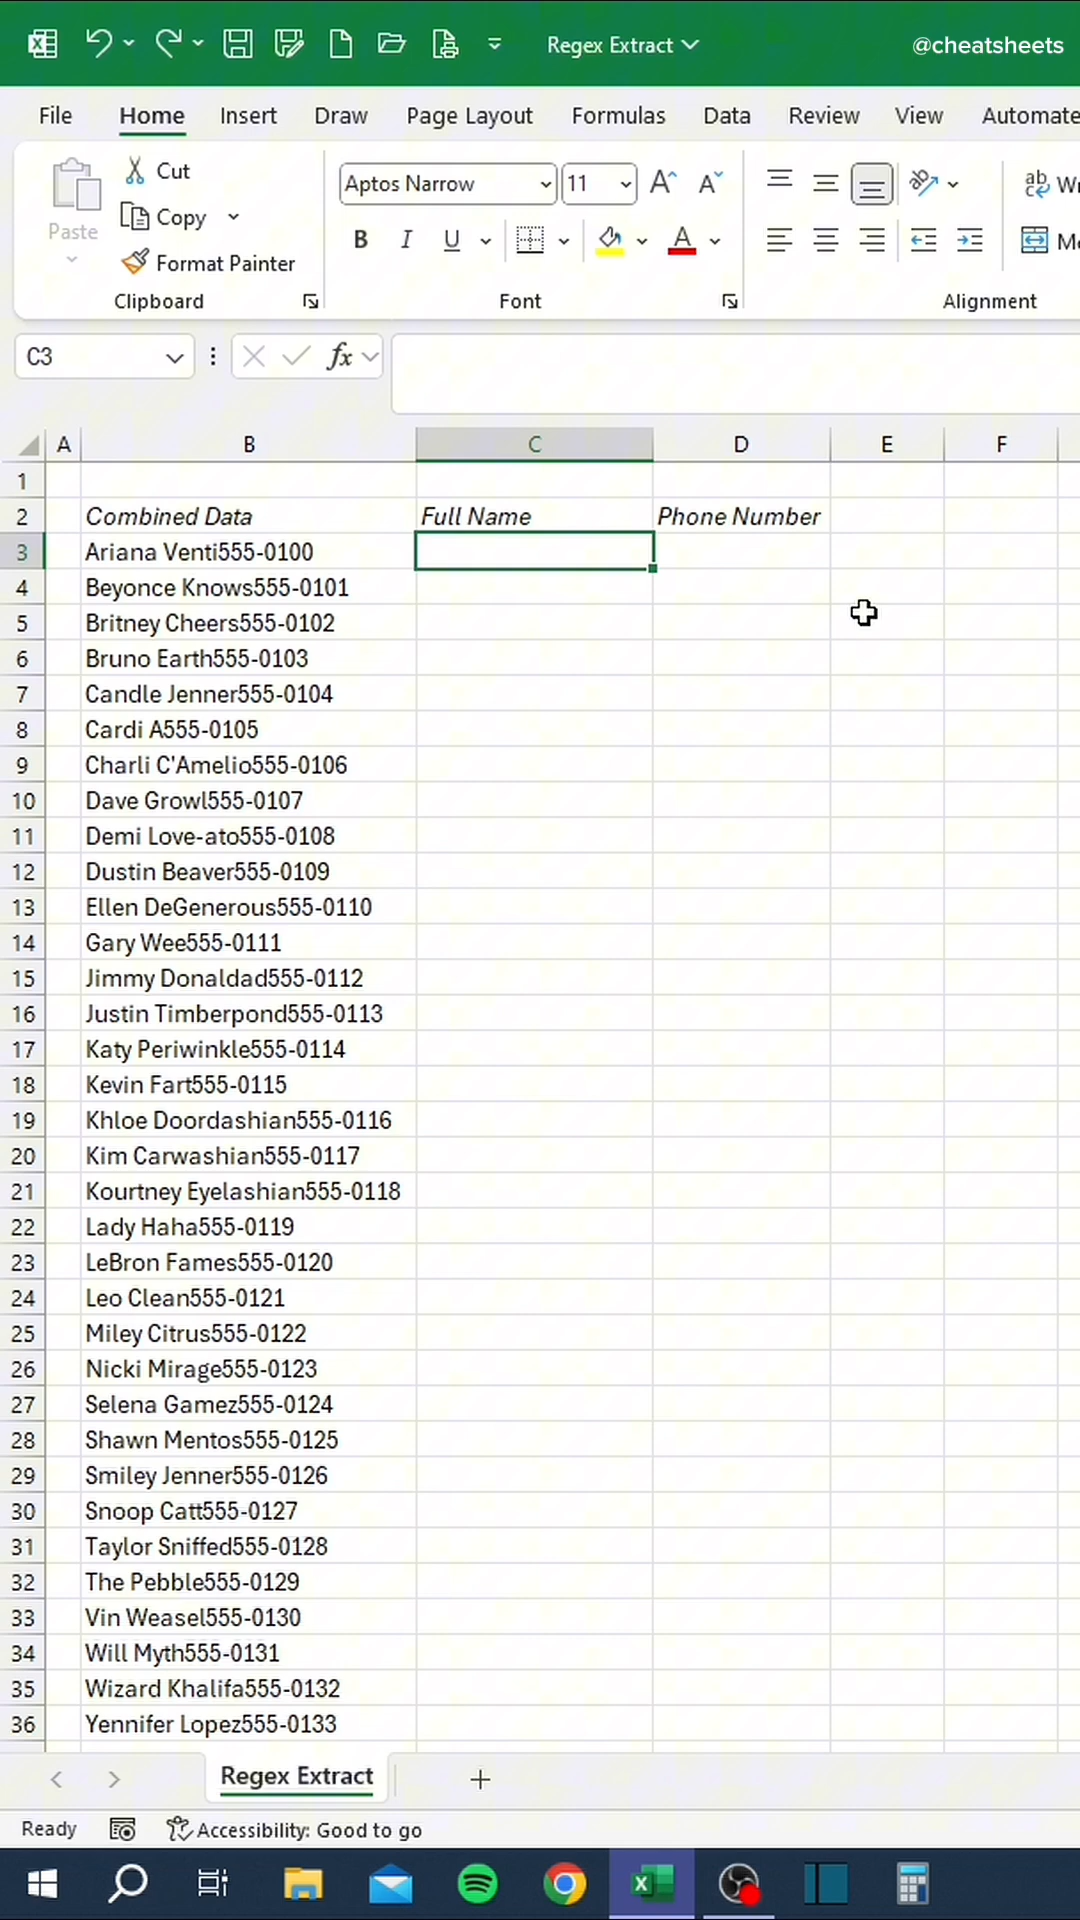 Regex Extract
@cheatsheets
File Home Insert Draw Page Layout Formulas Data Review View Automate
Paste
Cut
Copy
Format Painter
Clipboard
Aptos Narrow 11 A A
B I U A
Font
ab
c
Alignment
C3 fx
A B C D E F
1
2 Combined Data Full Name Phone Number
3 Ariana Venti555-0100
4 Beyonce Knows555-0101
5 Britney Cheers555-0102
6 Bruno Earth555-0103
7 Candle Jenner555-0104
8 Cardi A555-0105
9 Charli C'Amelio555-0106
10 Dave Growl555-0107
11 Demi Love-ato555-0108
12 Dustin Beaver555-0109
13 Ellen DeGenerous555-0110
14 Gary Wee555-0111
15 Jimmy Donaldad555-0112
16 Justin Timberpond555-0113
17 Katy Periwinkle555-0114
18 Kevin Fart555-0115
19 Khloe Doordashian555-0116
20 Kim Carwashian555-0117
21 Kourtney Eyelashian555-0118
22 Lady Haha555-0119
23 LeBron Fames555-0120
24 Leo Clean555-0121
25 Miley Citrus555-0122
26 Nicki Mirage555-0123
27 Selena Gamez555-0124
28 Shawn Mentos555-0125
29 Smiley Jenner555-0126
30 Snoop Catt555-0127
31 Taylor Sniffed555-0128
32 The Pebble555-0129
33 Vin Weasel555-0130
34 Will Myth555-0131
35 Wizard Khalifa555-0132
36 Yennifer Lopez555-0133
Regex Extract
Ready Accessibility: Good to go